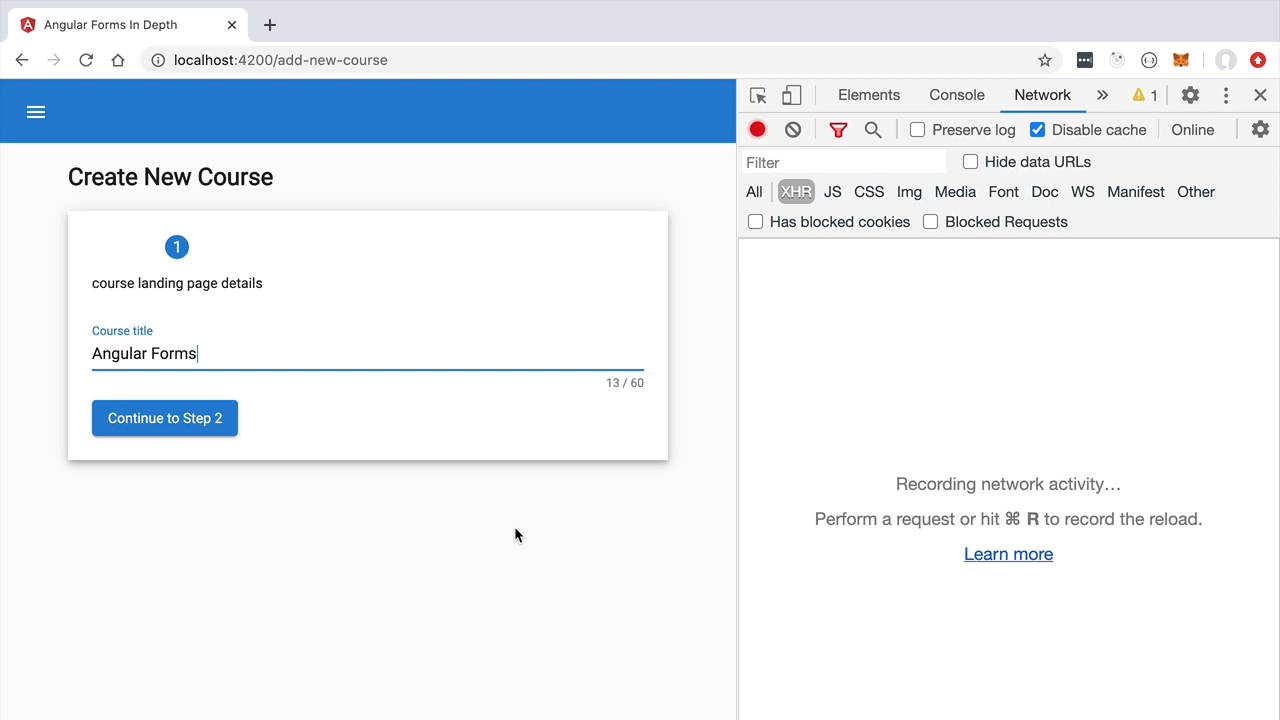 Angular Forms In Depth
localhost:4200/add-new-course
Create New Course
1
course landing page details
Course title
Angular Forms
13 / 60
Continue to Step 2
Elements Console Network 1
Preserve log Disable cache Online
Filter Hide data URLs
All XHR JS CSS Img Media Font Doc WS Manifest Other
Has blocked cookies Blocked Requests
Recording network activity…
Perform a request or hit ⌘ R to record the reload.
Learn more